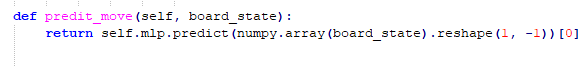 def predit_move(self, board_state):
    return self.mlp.predict(numpy.array(board_state).reshape(1, -1))[0]